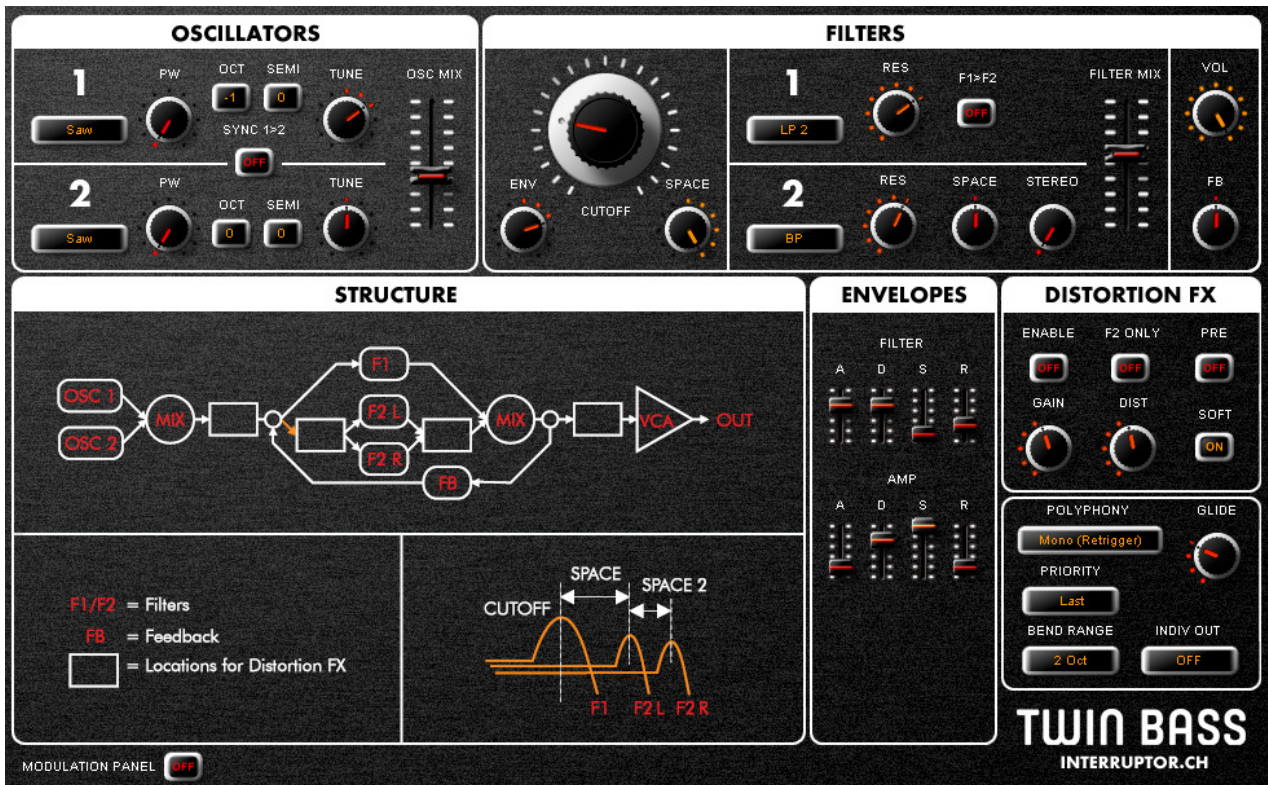 OSCILLATORS
1
PW
OCT
SEMI
TUNE
OSC MIX
-1
0
Saw
SYNC 1>2
OFF
2
PW
OCT
SEMI
TUNE
0
0
Saw
FILTERS
ENV
CUTOFF
SPACE
1
RES
F1>F2
OFF
LP 2
FILTER MIX
2
RES
SPACE
STEREO
BP
VOL
FB
STRUCTURE
OSC 1
OSC 2
MIX
F1
F2 L
F2 R
FB
MIX
VCA
OUT
F1/F2 = Filters
FB = Feedback
= Locations for Distortion FX
CUTOFF
SPACE
SPACE 2
F1 F2 L F2 R
ENVELOPES
FILTER
A D S R
AMP
A D S R
DISTORTION FX
ENABLE
F2 ONLY
PRE
OFF
OFF
OFF
GAIN
DIST
SOFT
ON
POLYPHONY
GLIDE
Mono (Retrigger)
PRIORITY
Last
BEND RANGE
INDIV OUT
2 Oct
OFF
TWIN BASS
INTERRUPTOR.CH
MODULATION PANEL OFF